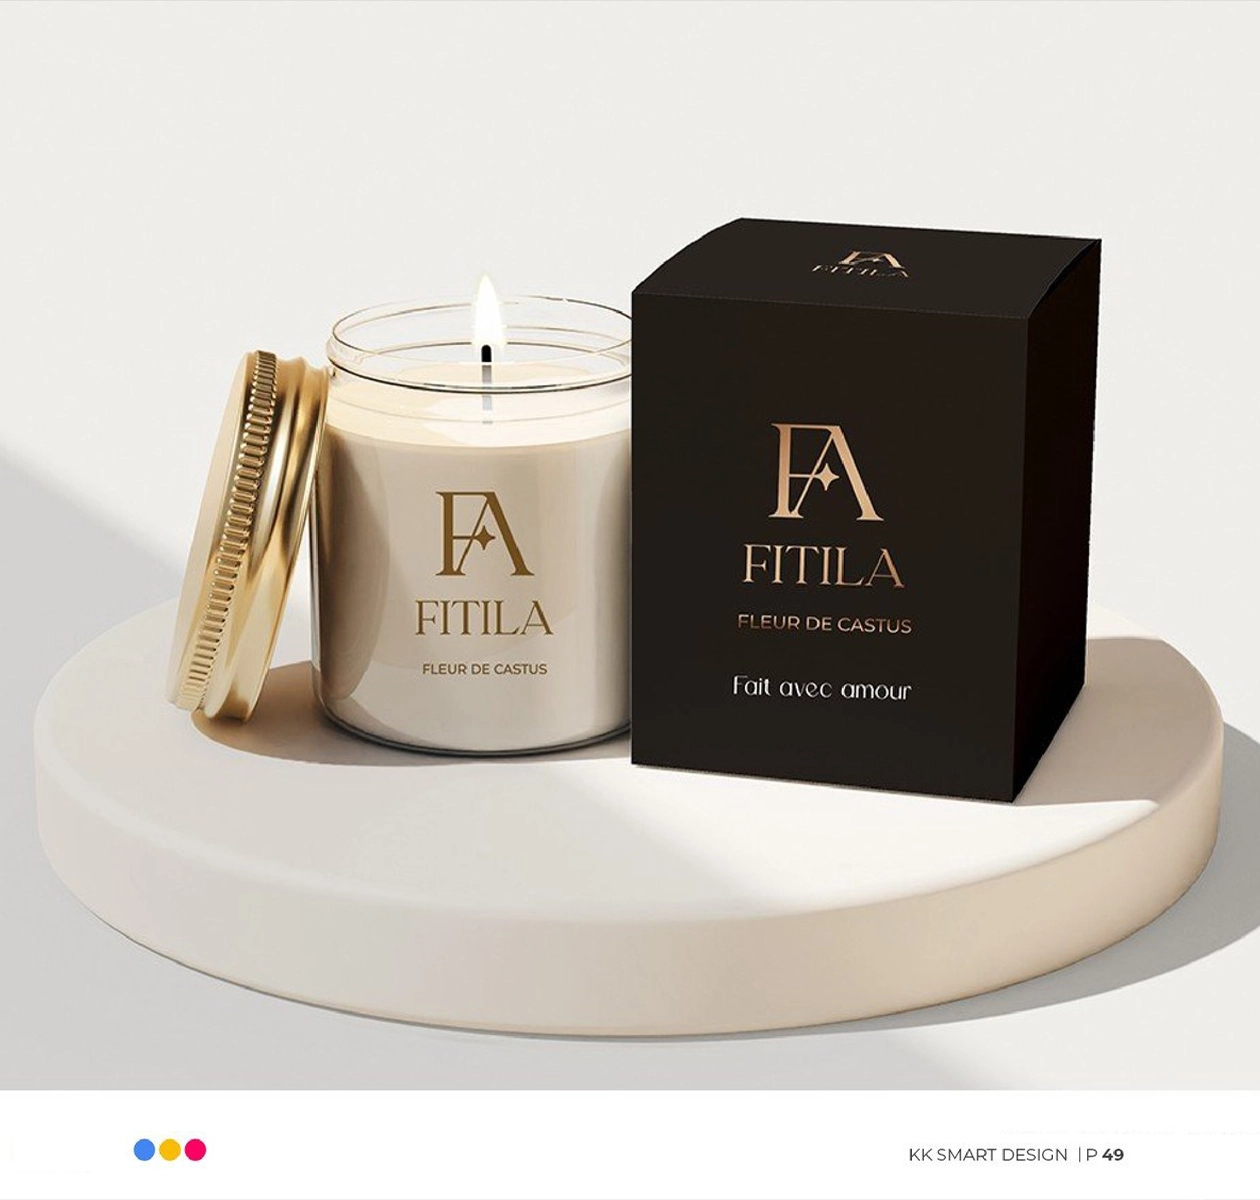 FA
FITILA
FA
FITILA
FLEUR DE CASTUS
FA
FITILA
FLEUR DE CASTUS
Fait avec amour
KK SMART DESIGN | P 49